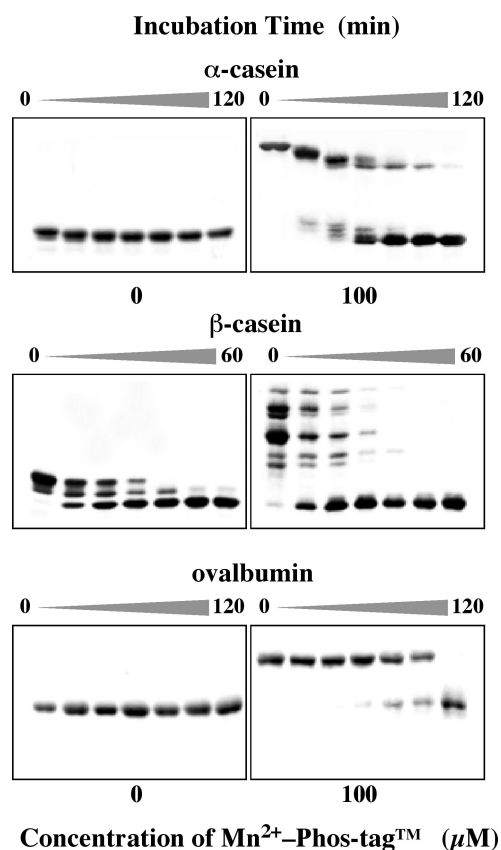 Incubation Time (min)
α-casein
0 120 0 120
0 100
β-casein
0 60 0 60
ovalbumin
0 120 0 120
0 100
Concentration of Mn²⁺–Phos-tag™ (μM)